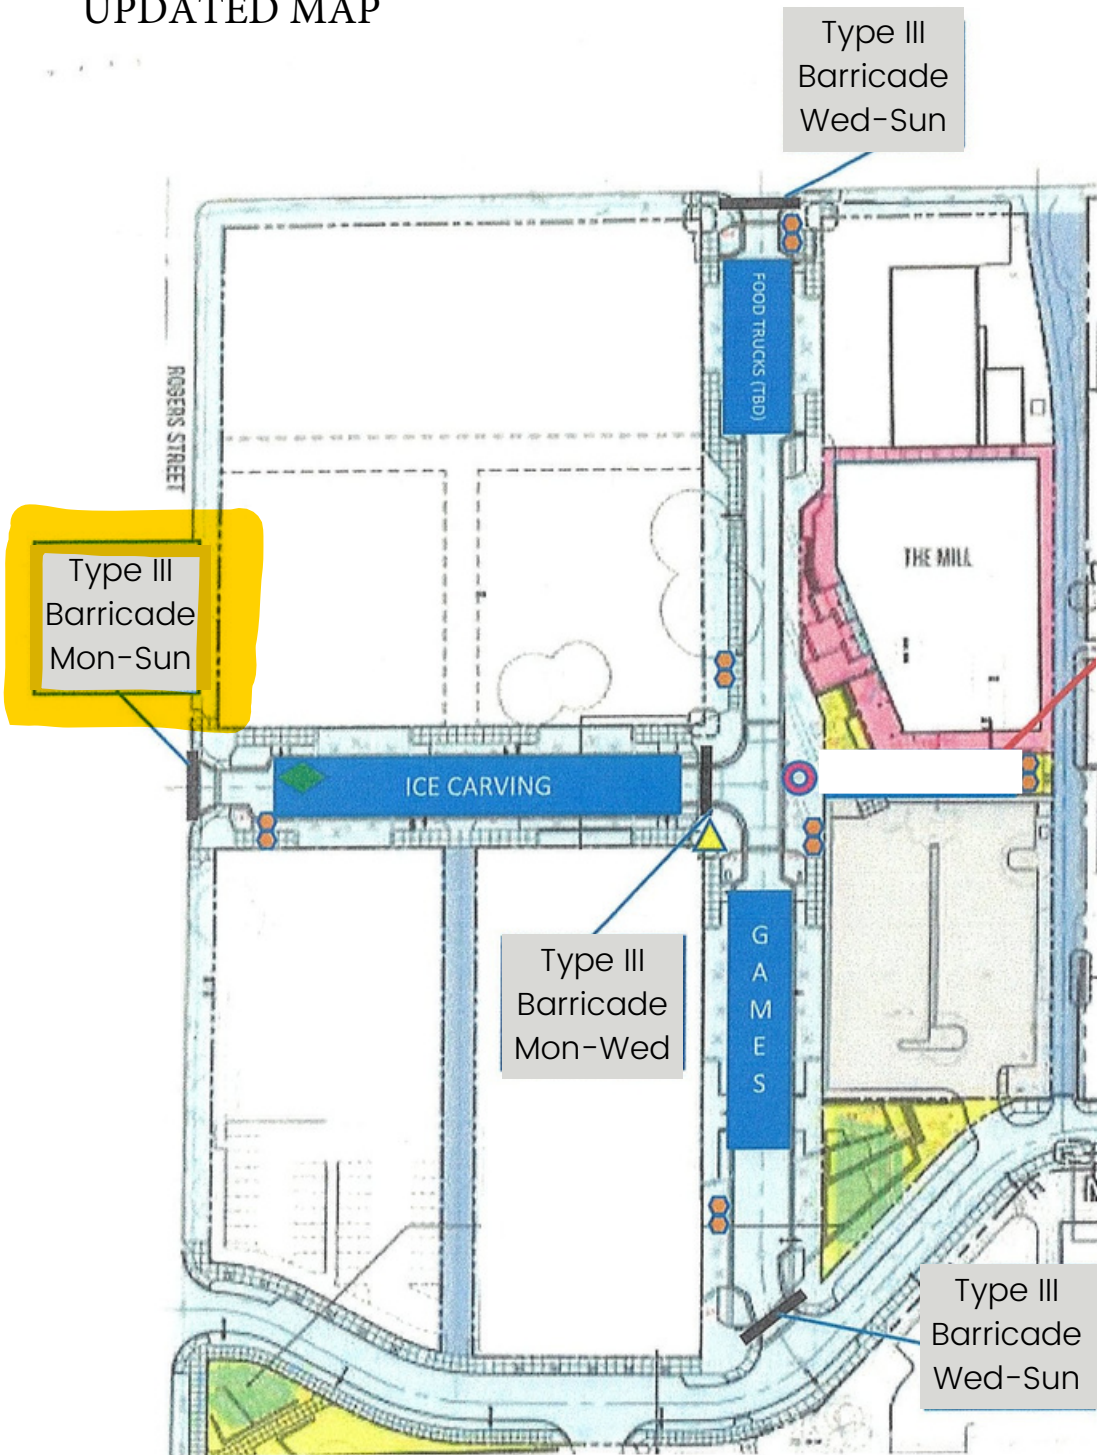 UPDATED MAP
Type III
Barricade
Wed-Sun
FOOD TRUCKS (TBD)
ROGERS STREET
THE MILL
Type III
Barricade
Mon-Sun
ICE CARVING
Type III
Barricade
Mon-Wed
G
A
M
E
S
Type III
Barricade
Wed-Sun